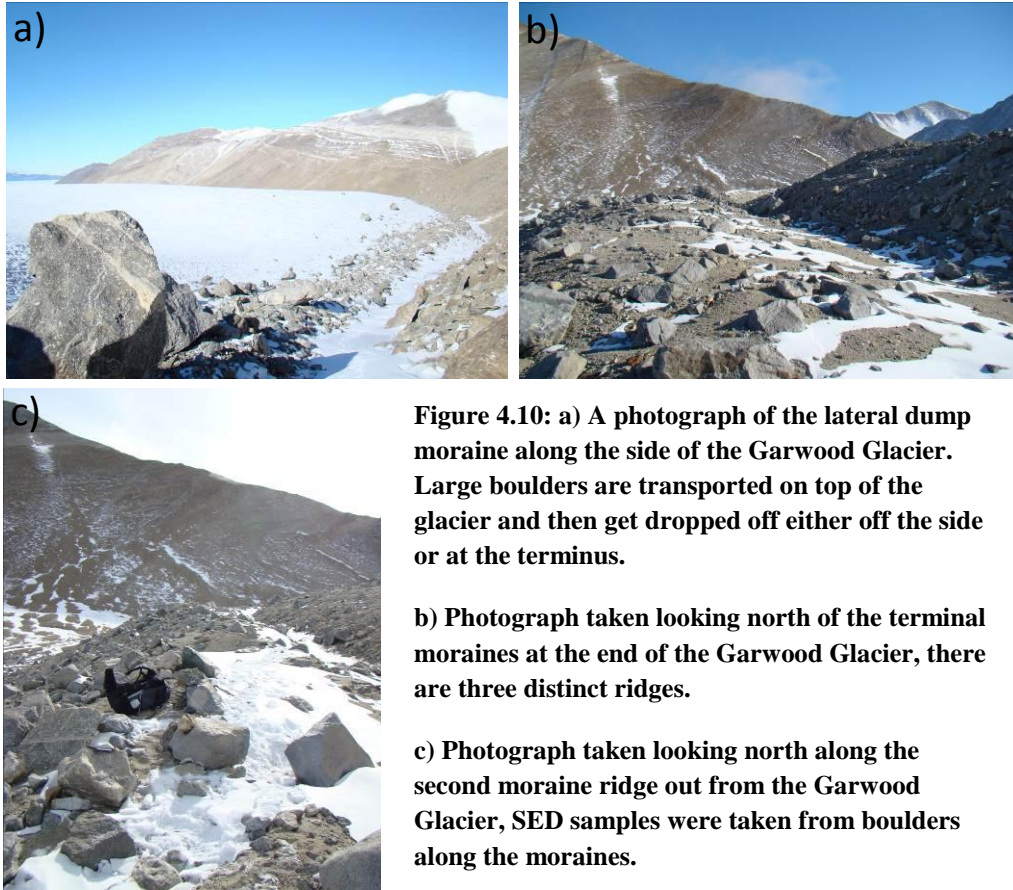 a)
b)
c)
Figure 4.10: a) A photograph of the lateral dump
moraine along the side of the Garwood Glacier.
Large boulders are transported on top of the
glacier and then get dropped off either off the side
or at the terminus.
b) Photograph taken looking north of the terminal
moraines at the end of the Garwood Glacier, there
are three distinct ridges.
c) Photograph taken looking north along the
second moraine ridge out from the Garwood
Glacier, SED samples were taken from boulders
along the moraines.